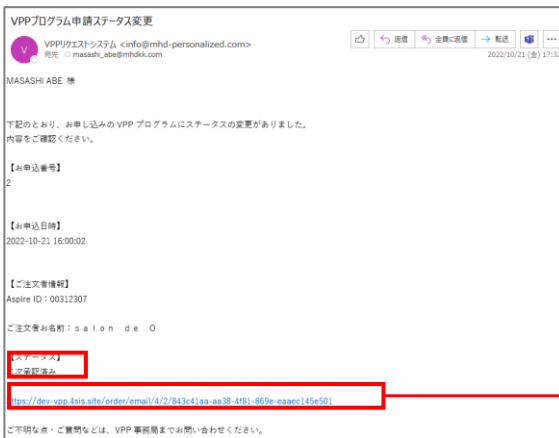 VPPプログラム申請ステータス変更
V
VPPリクエストシステム <info@mhd-personalized.com>
宛先 masashi_abe@mhdkk.com
返信
全員に返信
転送
2022/10/21 (金) 17:32
MASASHI ABE 様
下記のとおり、お申し込みの VPP プログラムにステータスの変更がありました。
内容をご確認ください。
【お申込番号】
2
【お申込日時】
2022-10-21 16:00:02
【ご注文者情報】
Aspire ID：00312307
ご注文者お名前：ｓａｌｏｎ　ｄｅ　Ｏ
【ステータス】
次承認済み
https://dev-vpp.4sis.site/order/email/4/2/843c41aa-aa38-4f81-869e-eaaec145e501
ご不明な点・ご質問などは、VPP 事務局までお問い合わせください。